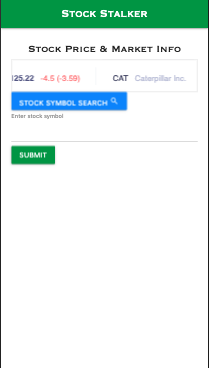 Stock Stalker
Stock Price & Market Info
25.22 -4.5 (-3.59) CAT Caterpillar Inc.
STOCK SYMBOL SEARCH
Enter stock symbol
SUBMIT